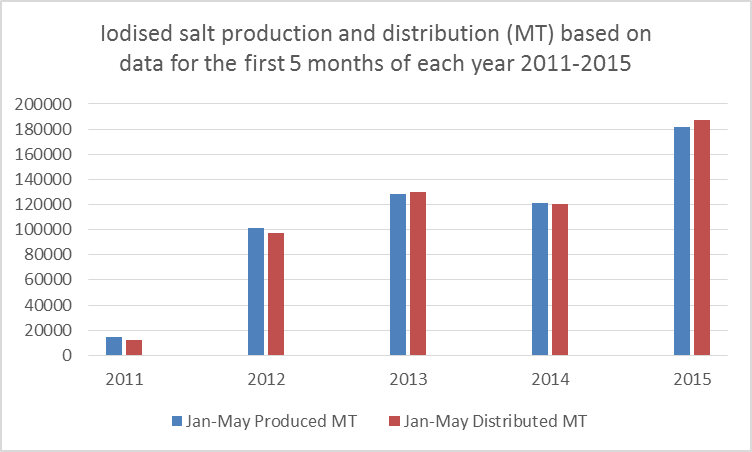 Iodised salt production and distribution (MT) based on
data for the first 5 months of each year 2011-2015
200000
180000
160000
140000
120000
100000
80000
60000
40000
20000
0
2011 2012 2013 2014 2015
Jan-May Produced MT Jan-May Distributed MT